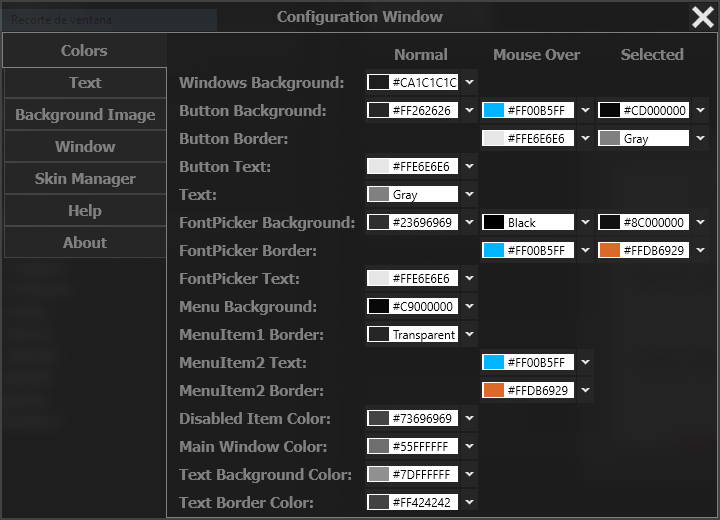 Recorte de ventana
Configuration Window
Colors
Text
Background Image
Window
Skin Manager
Help
About
Normal Mouse Over Selected
Windows Background: #CA1C1C1C
Button Background: #FF262626 #FF00B5FF #CD000000
Button Border: #FFE6E6E6 Gray
Button Text: #FFE6E6E6
Text: Gray
FontPicker Background: #23696969 Black #8C000000
FontPicker Border: #FF00B5FF #FFDB6929
FontPicker Text: #FFE6E6E6
Menu Background: #C9000000
MenuItem1 Border: Transparent
MenuItem2 Text: #FF00B5FF
MenuItem2 Border: #FFDB6929
Disabled Item Color: #73696969
Main Window Color: #55FFFFFF
Text Background Color: #7DFFFFFF
Text Border Color: #FF424242